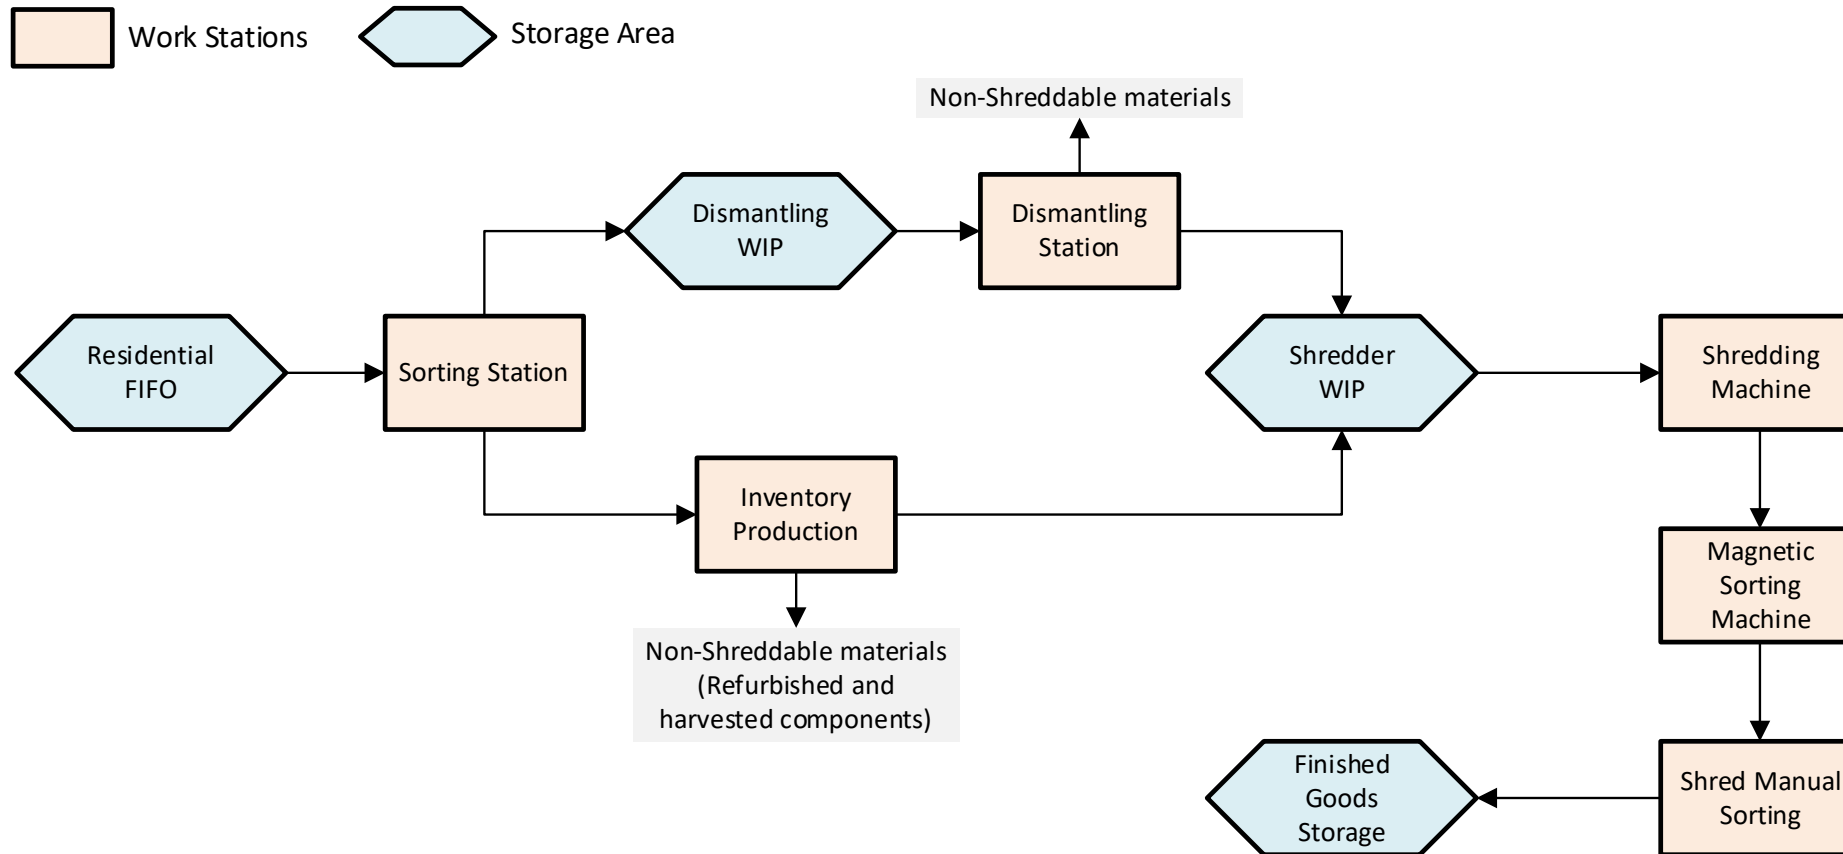 Work Stations
Storage Area
Non-Shreddable materials
Dismantling
WIP
Dismantling
Station
Residential
FIFO
Sorting Station
Shredder
WIP
Shredding
Machine
Inventory
Production
Magnetic
Sorting
Machine
Non-Shreddable materials
(Refurbished and
harvested components)
Finished
Goods
Storage
Shred Manual
Sorting